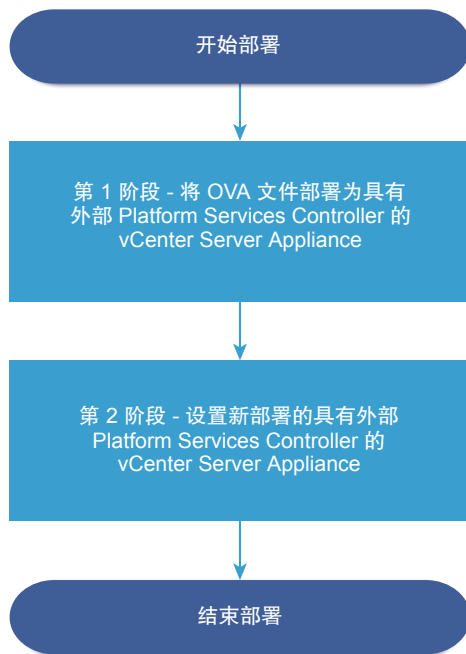 开始部署
第 1 阶段 - 将 OVA 文件部署为具有
外部 Platform Services Controller 的
vCenter Server Appliance
第 2 阶段 - 设置新部署的具有外部
Platform Services Controller 的
vCenter Server Appliance
结束部署